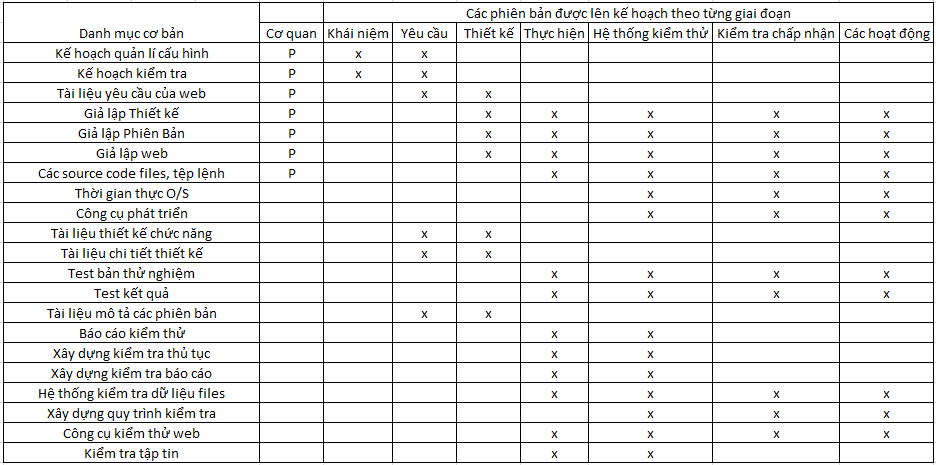 Các phiên bản được lên kế hoạch theo từng giai đoạn
Danh mục cơ bản Cơ quan Khái niệm Yêu cầu Thiết kế Thực hiện Hệ thống kiểm thử Kiểm tra chấp nhận Các hoạt động
Kế hoạch quản lí cấu hình P x x
Kế hoạch kiểm tra P x x
Tài liệu yêu cầu của web P x x
Giả lập Thiết kế P x x x x x
Giả lập Phiên Bản P x x x x x
Giả lập web P x x x x x
Các source code files, tệp lệnh P x x x x
Thời gian thực O/S x x x
Công cụ phát triển x x x
Tài liệu thiết kế chức năng x x
Tài liệu chi tiết thiết kế x x
Test bản thử nghiệm x x x x
Test kết quả x x x x
Tài liệu mô tả các phiên bản x x
Báo cáo kiểm thử x x
Xây dựng kiểm tra thủ tục x x
Xây dựng kiểm tra báo cáo x x
Hệ thống kiểm tra dữ liệu files x x x x
Xây dựng quy trình kiểm tra x x x
Công cụ kiểm thử web x x x x
Kiểm tra tập tin x x